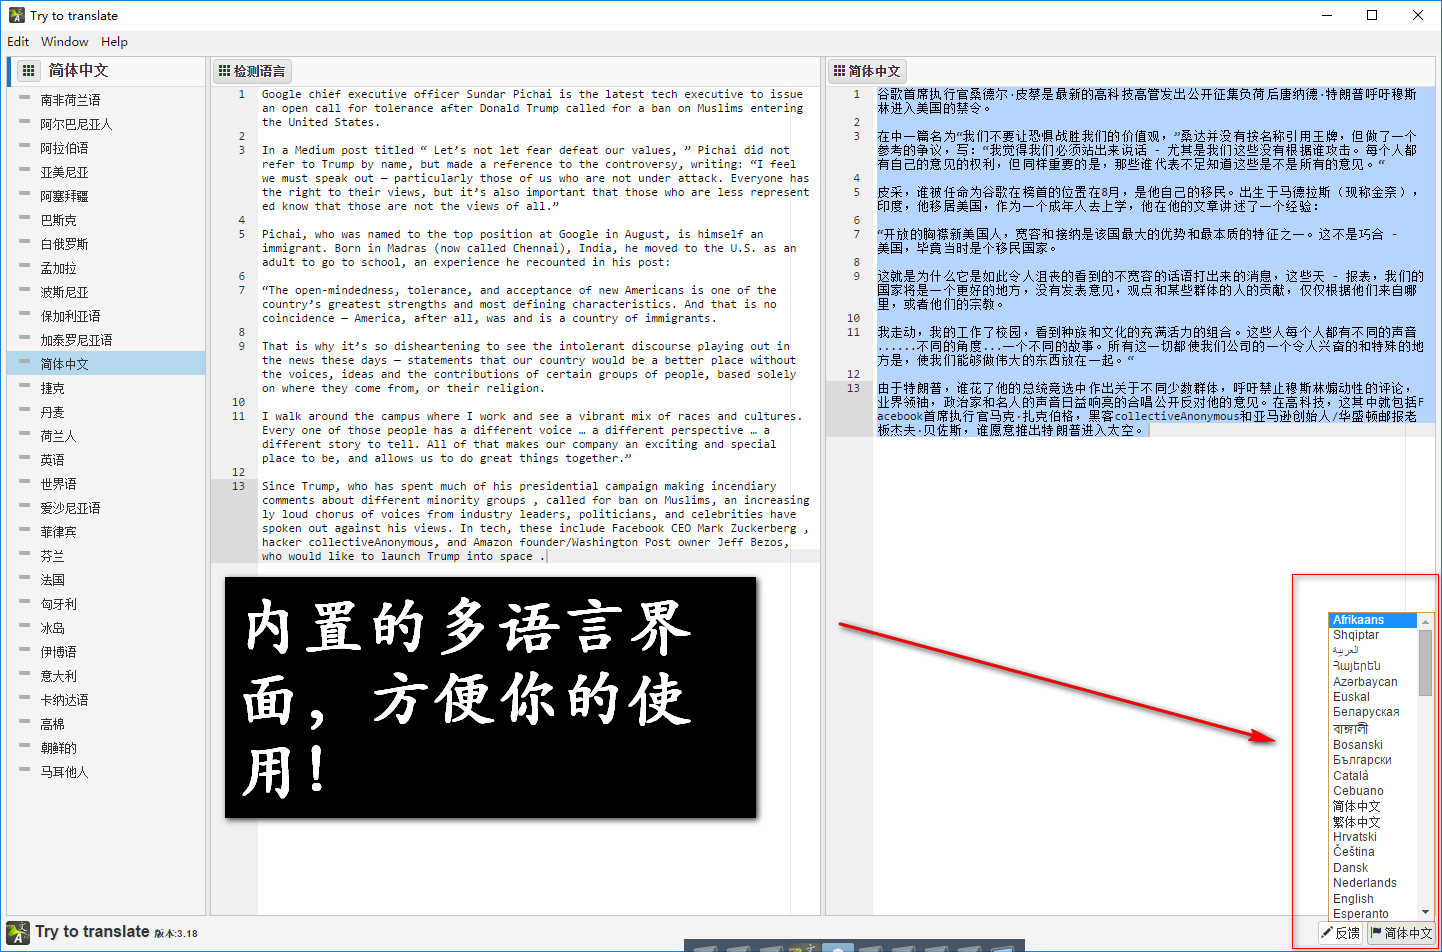 Try to translate
Edit Window Help
简体中文
南非荷兰语
阿尔巴尼亚人
阿拉伯语
亚美尼亚
阿塞拜疆
巴斯克
白俄罗斯
孟加拉
波斯尼亚
保加利亚语
加泰罗尼亚语
简体中文
捷克
丹麦
荷兰人
英语
世界语
爱沙尼亚语
菲律宾
芬兰
法国
匈牙利
冰岛
伊博语
意大利
卡纳达语
高棉
朝鲜的
马耳他人
检测语言
1 Google chief executive officer Sundar Pichai is the latest tech executive to issue
an open call for tolerance after Donald Trump called for a ban on Muslims entering
the United States.
2
3 In a Medium post titled “ Let’s not let fear defeat our values, ” Pichai did not
refer to Trump by name, but made a reference to the controversy, writing: “I feel
we must speak out — particularly those of us who are not under attack. Everyone has
the right to their views, but it’s also important that those who are less represent
ed know that those are not the views of all.”
4
5 Pichai, who was named to the top position at Google in August, is himself an
immigrant. Born in Madras (now called Chennai), India, he moved to the U.S. as an
adult to go to school, an experience he recounted in his post:
6
7 “The open-mindedness, tolerance, and acceptance of new Americans is one of the
country’s greatest strengths and most defining characteristics. And that is no
coincidence — America, after all, was and is a country of immigrants.
8
9 That is why it’s so disheartening to see the intolerant discourse playing out in
the news these days — statements that our country would be a better place without
the voices, ideas and the contributions of certain groups of people, based solely
on where they come from, or their religion.
10
11 I walk around the campus where I work and see a vibrant mix of races and cultures.
Every one of those people has a different voice … a different perspective … a
different story to tell. All of that makes our company an exciting and special
place to be, and allows us to do great things together.”
12
13 Since Trump, who has spent much of his presidential campaign making incendiary
comments about different minority groups , called for ban on Muslims, an increasing
ly loud chorus of voices from industry leaders, politicians, and celebrities have
spoken out against his views. In tech, these include Facebook CEO Mark Zuckerberg ,
hacker collectiveAnonymous, and Amazon founder/Washington Post owner Jeff Bezos,
who would like to launch Trump into space .
内置的多语言界
面，方便你的使
用！
简体中文
1 谷歌首席执行官桑德尔·皮蔡是最新的高科技高管发出公开征集负荷后唐纳德·特朗普呼吁穆斯
林进入美国的禁令。
2
3 在中一篇名为“我们不要让恐惧战胜我们的价值观，”桑达并没有按名称引用王牌，但做了一个
参考的争议，写：“我觉得我们必须站出来说话 - 尤其是我们这些没有根据谁攻击。每个人都
有自己的意见的权利，但同样重要的是，那些谁代表不足知道这些是不是所有的意见。“
4
5 皮采，谁被任命为谷歌在榜首的位置在8月，是他自己的移民。出生于马德拉斯（现称金奈），
印度，他移居美国，作为一个成年人去上学，他在他的文章讲述了一个经验：
6
7 “开放的胸襟新美国人，宽容和接纳是该国最大的优势和最本质的特征之一。这不是巧合 -
美国，毕竟当时是个移民国家。
8
9 这就是为什么它是如此令人沮丧的看到的不宽容的话语打出来的消息，这些天 - 报表，我们的
国家将是一个更好的地方，没有发表意见，观点和某些群体的人的贡献，仅仅根据他们来自哪
里，或者他们的宗教。
10
11 我走动，我的工作了校园，看到种族和文化的充满活力的组合。这些人每个人都有不同的声音
......不同的角度...一个不同的故事。所有这一切都使我们公司的一个令人兴奋的和特殊的地
方是，使我们能够做伟大的东西放在一起。“
12
13 由于特朗普，谁花了他的总统竞选中作出关于不同少数群体，呼吁禁止穆斯林煽动性的评论，
业界领袖，政治家和名人的声音日益响亮的合唱公开反对他的意见。在高科技，这其中就包括F
acebook首席执行官马克·扎克伯格，黑客collectiveAnonymous和亚马逊创始人/华盛顿邮报老
板杰夫·贝佐斯，谁愿意推出特朗普进入太空。
Afrikaans
Shqiptar
العربية
Հայերեն
Azərbaycan
Euskal
Беларуская
বাঙ্গালী
Bosanski
Български
Català
Cebuano
简体中文
繁体中文
Hrvatski
Čeština
Dansk
Nederlands
English
Esperanto
Try to translate 版本:3.18
反馈 简体中文